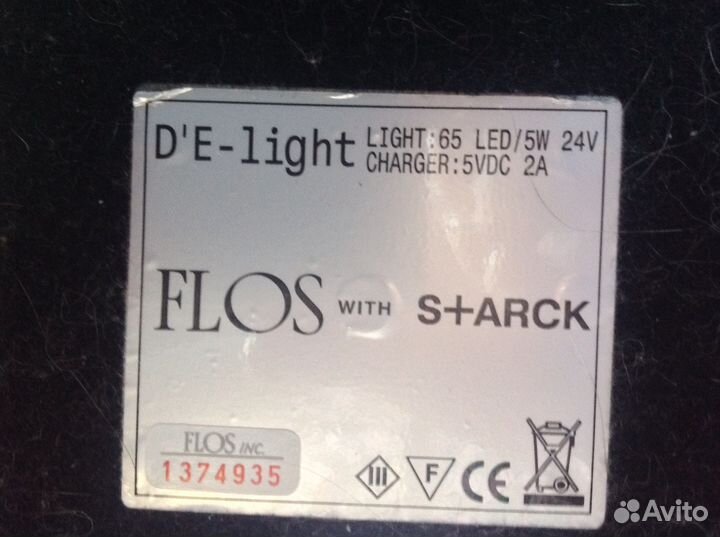 D'E-light LIGHT:65 LED/5W 24V
CHARGER:5VDC 2A
FLOS WITH S+ARCK
FLOS INC.
1374935
III F CE
Avito